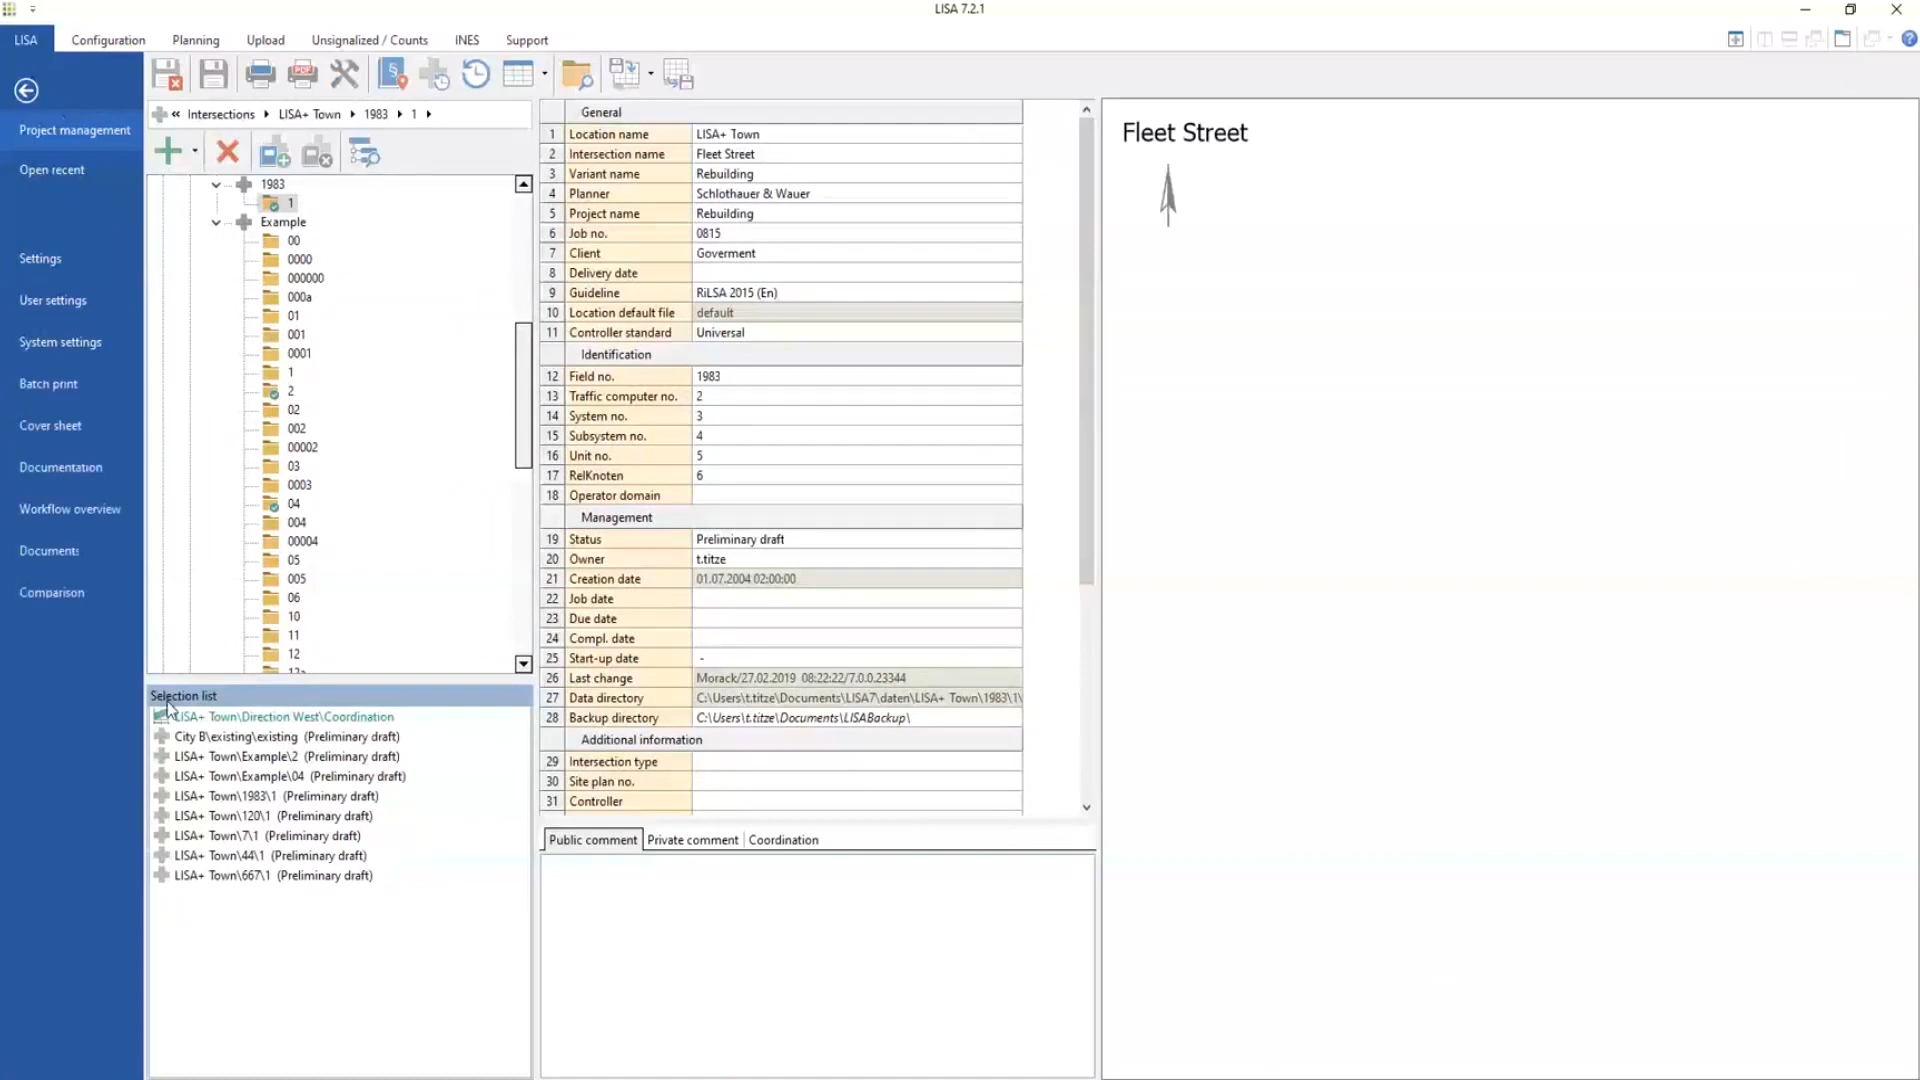 LISA 7.2.1
LISA Configuration Planning Upload Unsignalized / Counts INES Support
Project management
Open recent
Settings
User settings
System settings
Batch print
Cover sheet
Documentation
Workflow overview
Documents
Comparison
« Intersections LISA+ Town 1983 1
1983
1
Example
00
0000
000000
000a
01
001
0001
1
2
02
002
00002
03
0003
04
004
00004
05
005
06
10
11
12
Selection list
LISA+ Town\Direction West\Coordination
City B\existing\existing (Preliminary draft)
LISA+ Town\Example\2 (Preliminary draft)
LISA+ Town\Example\04 (Preliminary draft)
LISA+ Town\1983\1 (Preliminary draft)
LISA+ Town\120\1 (Preliminary draft)
LISA+ Town\7\1 (Preliminary draft)
LISA+ Town\44\1 (Preliminary draft)
LISA+ Town\667\1 (Preliminary draft)
General
1 Location name LISA+ Town
2 Intersection name Fleet Street
3 Variant name Rebuilding
4 Planner Schlothauer & Wauer
5 Project name Rebuilding
6 Job no. 0815
7 Client Goverment
8 Delivery date
9 Guideline RiLSA 2015 (En)
10 Location default file default
11 Controller standard Universal
Identification
12 Field no. 1983
13 Traffic computer no. 2
14 System no. 3
15 Subsystem no. 4
16 Unit no. 5
17 RelKnoten 6
18 Operator domain
Management
19 Status Preliminary draft
20 Owner t.titze
21 Creation date 01.07.2004 02:00:00
22 Job date
23 Due date
24 Compl. date
25 Start-up date -
26 Last change Morack/27.02.2019 08:22:22/7.0.0.23344
27 Data directory C:\Users\t.titze\Documents\LISA7\daten\LISA+ Town\1983\1\
28 Backup directory C:\Users\t.titze\Documents\LISABackup\
Additional information
29 Intersection type
30 Site plan no.
31 Controller
Public comment Private comment Coordination
Fleet Street